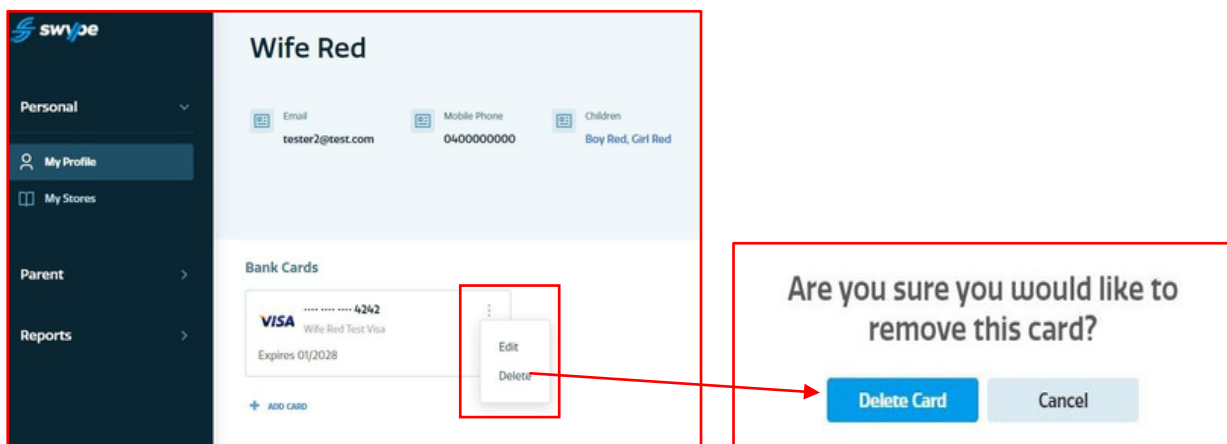 swype
Wife Red
Personal
Email
Mobile Phone
Children
tester2@test.com
0400000000
Boy Red, Girl Red
My Profile
My Stores
Parent
Reports
Bank Cards
VISA
.... .... .... 4242
Wife Red Test Visa
Expires 01/2028
Edit
Delete
+ ADD CARD
Are you sure you would like to
remove this card?
Delete Card
Cancel